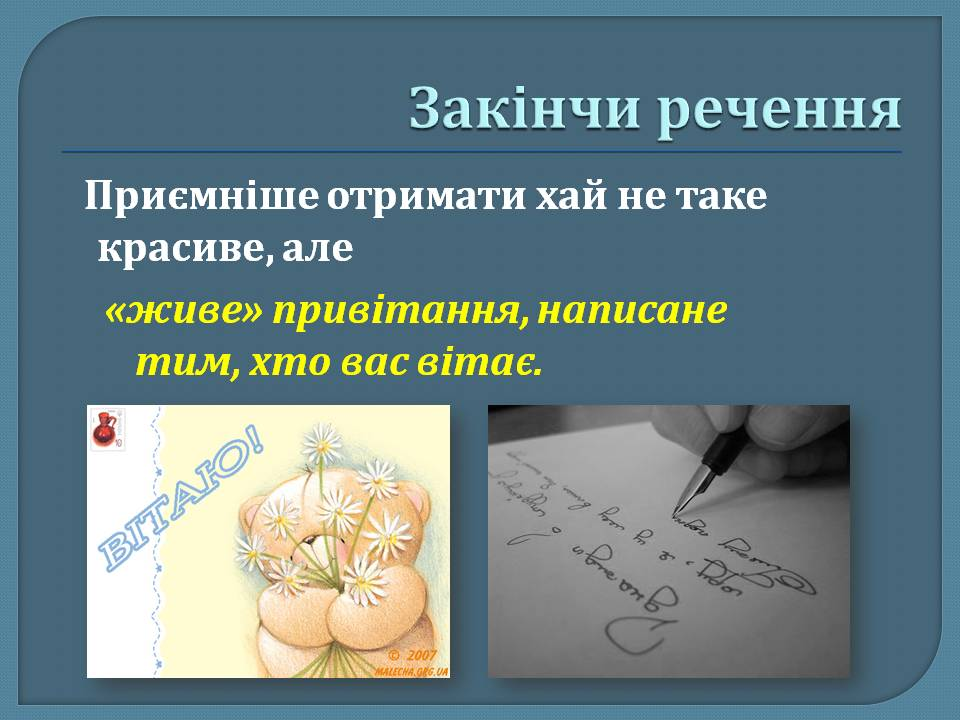 Закінчи речення
Приємніше отримати хай не таке
красиве, але
«живе» привітання, написане
тим, хто вас вітає.
ВІТАЮ!
10
© 2007
MALECHA.ORG.UA